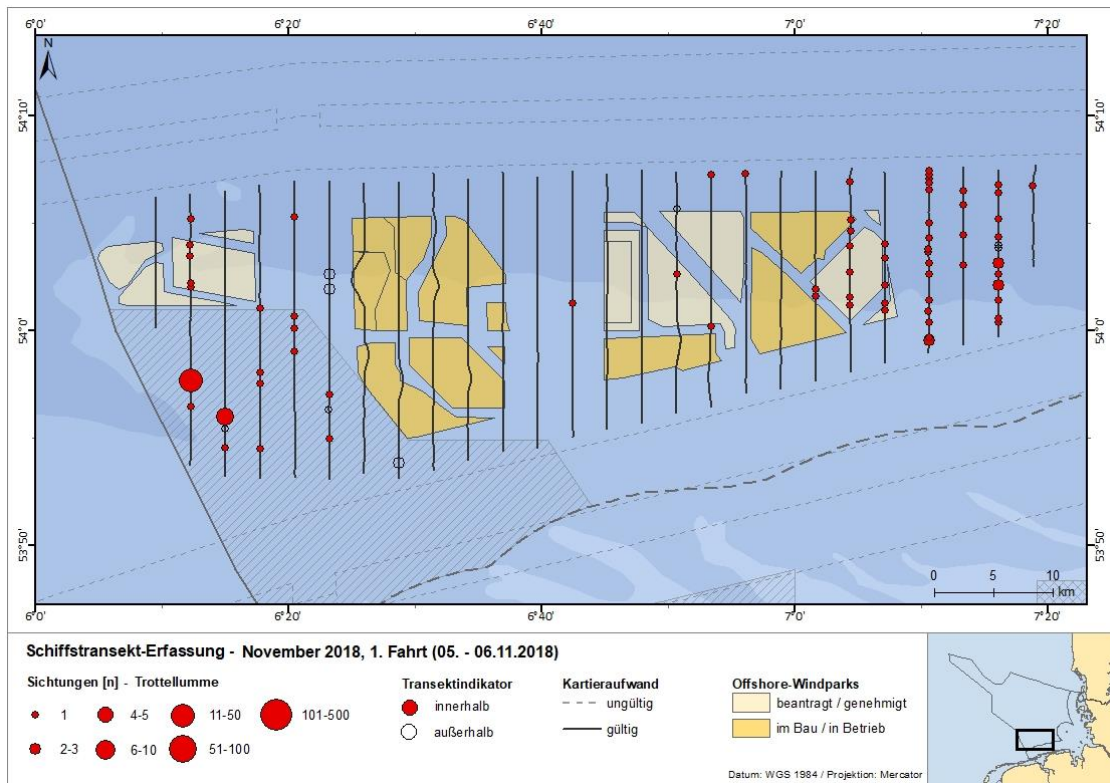 6°0' 6°20' 6°40' 7°0' 7°20'
N
54°10' 54°10'
54°0' 54°0'
53°50' 53°50'
0 5 10
km
6°0' 6°20' 6°40' 7°0' 7°20'
Schiffstransekt-Erfassung - November 2018, 1. Fahrt (05. - 06.11.2018)
Sichtungen [n] - Trottellumme Transektindikator Kartieraufwand Offshore-Windparks
1 4-5 11-50 101-500 innerhalb ungültig beantragt / genehmigt
2-3 6-10 51-100 außerhalb gültig im Bau / in Betrieb
Datum: WGS 1984 / Projektion: Mercator